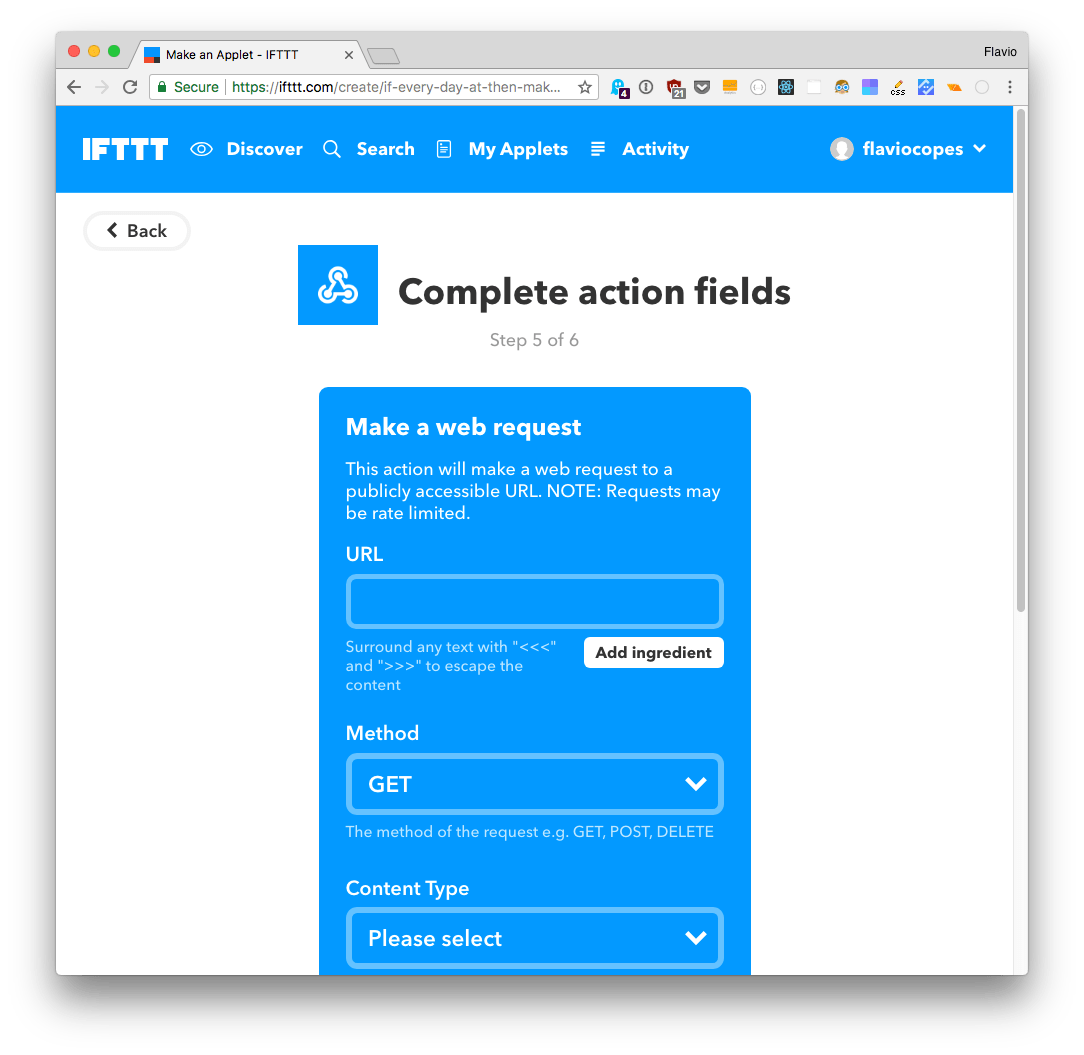 Make an Applet - IFTTT
Flavio
Secure https://ifttt.com/create/if-every-day-at-then-mak...
4
21
css
IFTTT Discover Search My Applets Activity flaviocopes
Back
Complete action fields
Step 5 of 6
Make a web request
This action will make a web request to a
publicly accessible URL. NOTE: Requests may
be rate limited.
URL
Surround any text with "<<<"
and ">>>" to escape the
content
Add ingredient
Method
GET
The method of the request e.g. GET, POST, DELETE
Content Type
Please select